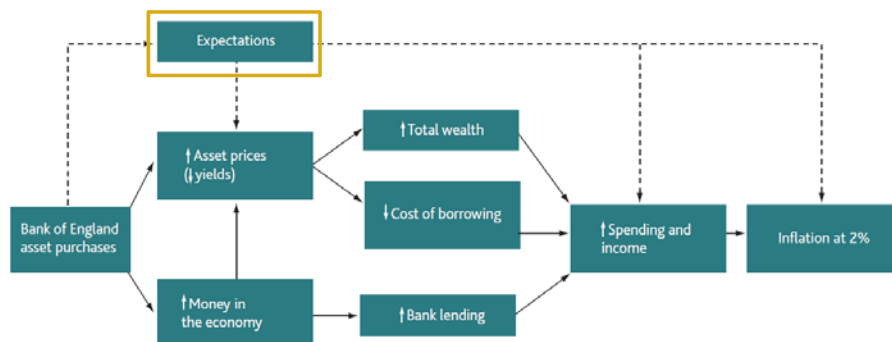 Expectations
↑Total wealth
↑Asset prices
(↓yields)
↓Cost of borrowing
Bank of England
asset purchases
↑Spending and
income
Inflation at 2%
↑Money in
the economy
↑Bank lending